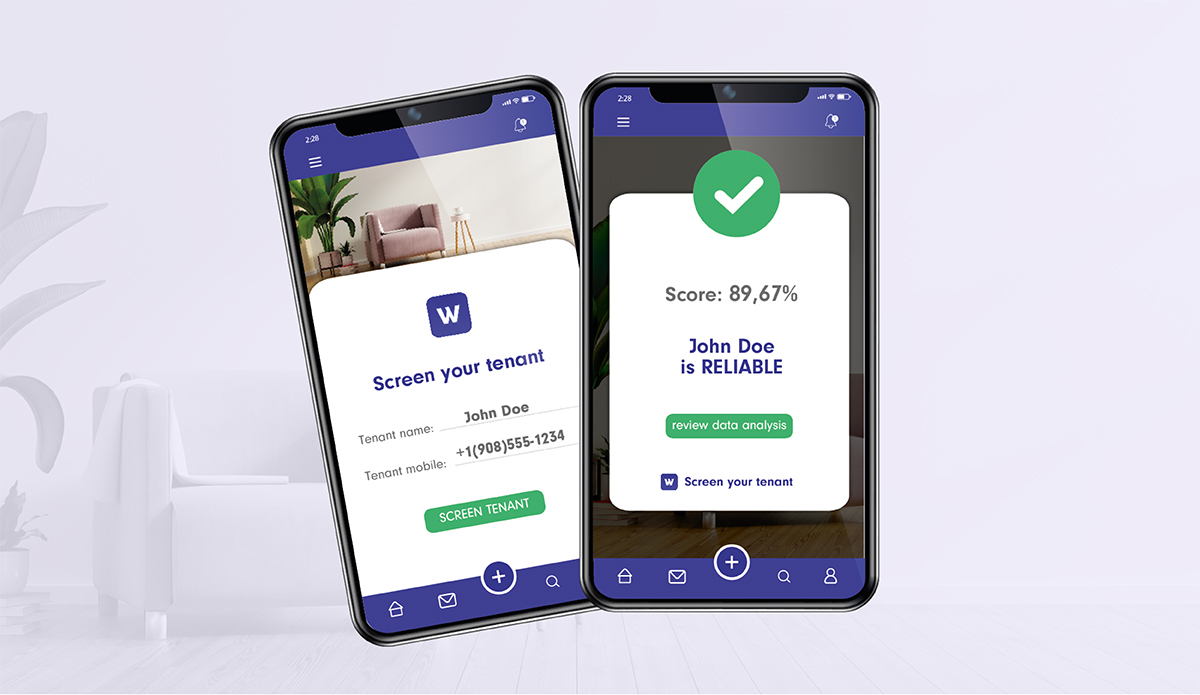 2:28
W
Screen your tenant
Tenant name: John Doe
Tenant mobile: +1(908)555-1234
SCREEN TENANT
2:28
Score: 89,67%
John Doe
is RELIABLE
review data analysis
W Screen your tenant